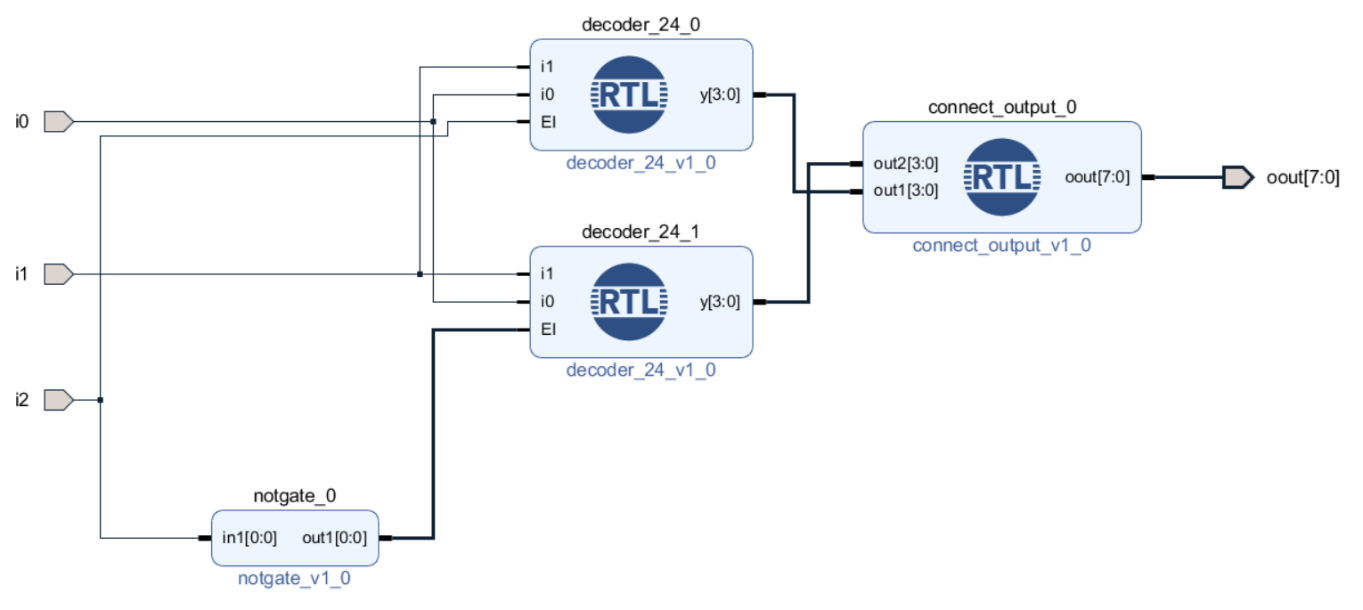 decoder_24_0
i1
i0
EI
RTL
y[3:0]
decoder_24_v1_0
i0
connect_output_0
out2[3:0]
out1[3:0]
RTL
oout[7:0]
connect_output_v1_0
oout[7:0]
decoder_24_1
i1
i0
EI
RTL
y[3:0]
decoder_24_v1_0
i1
i2
notgate_0
in1[0:0] out1[0:0]
notgate_v1_0